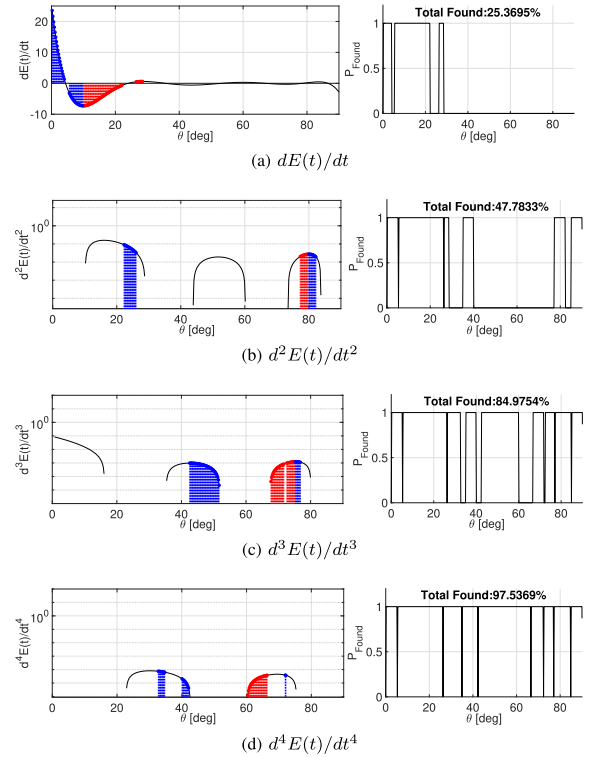 dE(t)/dt
20
10
0
-10
0
20
40
60
80
θ [deg]
Total Found:25.3695%
P_Found
1
0.5
0
0
20
40
60
80
θ [deg]
(a) dE(t)/dt
d²E(t)/dt²
10⁰
0
20
40
60
80
θ [deg]
Total Found:47.7833%
P_Found
1
0.5
0
0
20
40
60
80
θ [deg]
(b) d²E(t)/dt²
d³E(t)/dt³
10⁰
0
20
40
60
80
θ [deg]
Total Found:84.9754%
P_Found
1
0.5
0
0
20
40
60
80
θ [deg]
(c) d³E(t)/dt³
d⁴E(t)/dt⁴
10⁰
0
20
40
60
80
θ [deg]
Total Found:97.5369%
P_Found
1
0.5
0
0
20
40
60
80
θ [deg]
(d) d⁴E(t)/dt⁴